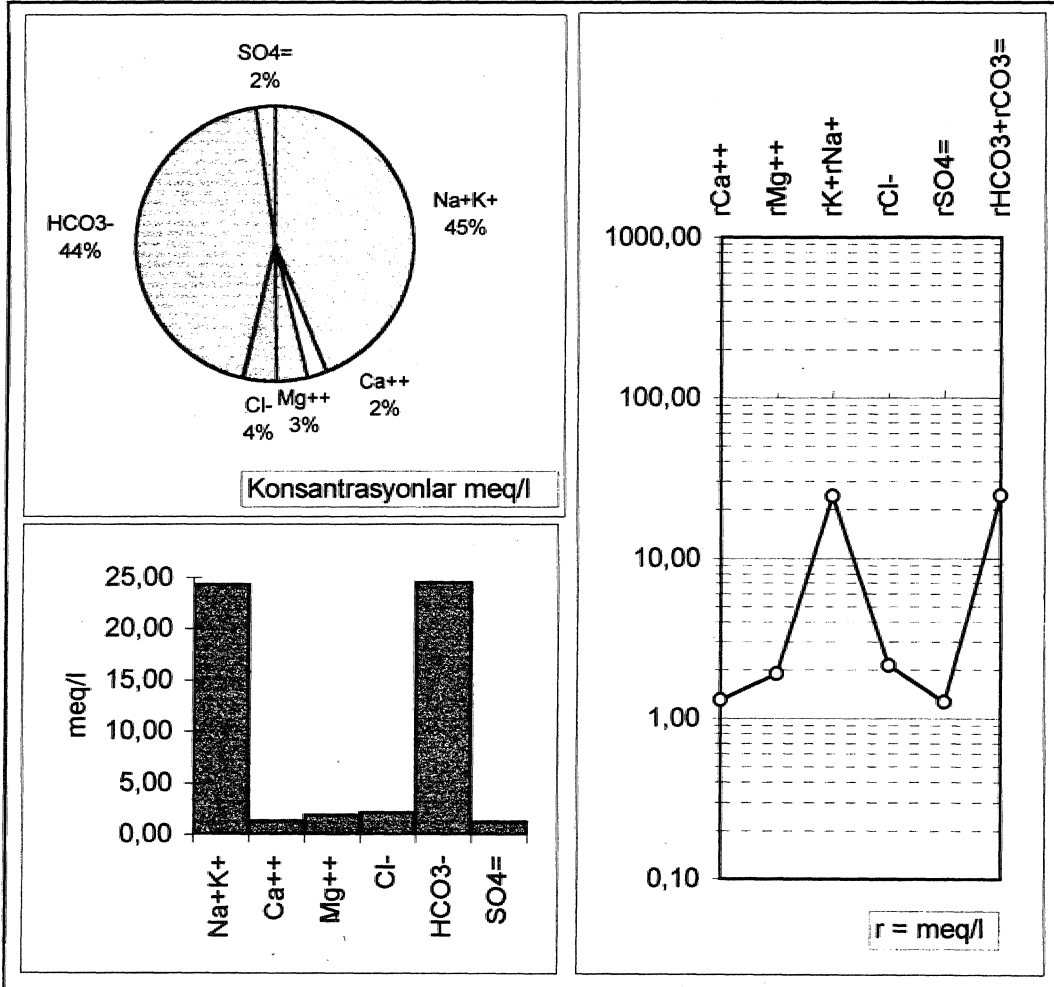 SO4=
2%
HCO3-
44%
Na+K+
45%
Ca++
2%
Mg++
3%
Cl-
4%
Konsantrasyonlar meq/l
25,00
20,00
15,00
10,00
5,00
0,00
meq/l
Na+K+
Ca++
Mg++
Cl-
HCO3-
SO4=
rCa++
rMg++
rK+rNa+
rCl-
rSO4=
rHCO3+rCO3=
1000,00
100,00
10,00
1,00
0,10
r = meq/l